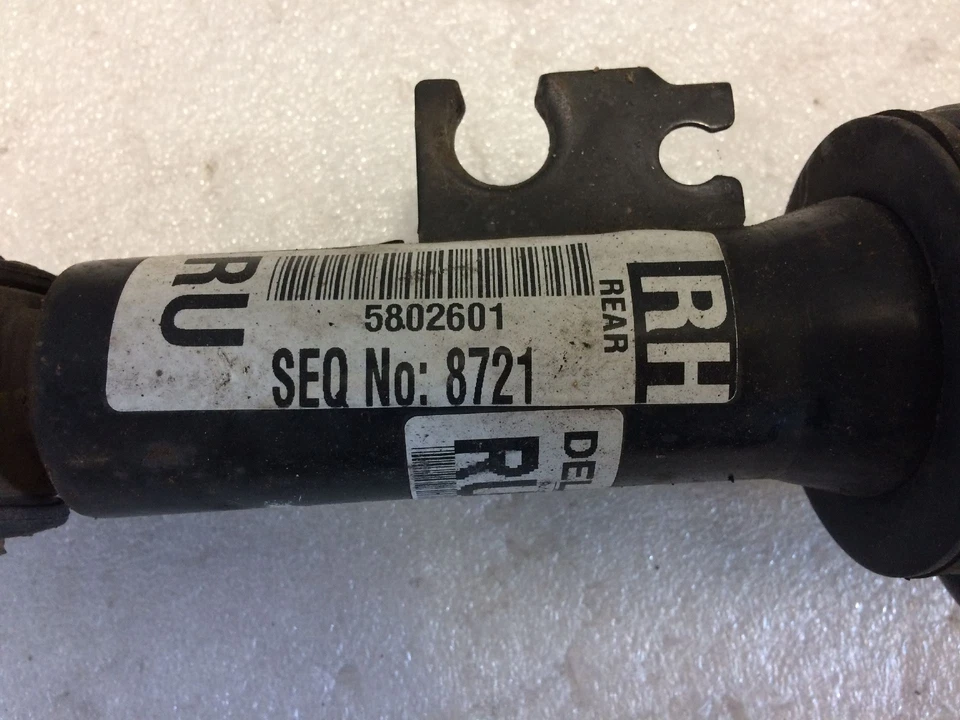 RU
5802601
SEQ No: 8721
REAR
RH
DEL
RU